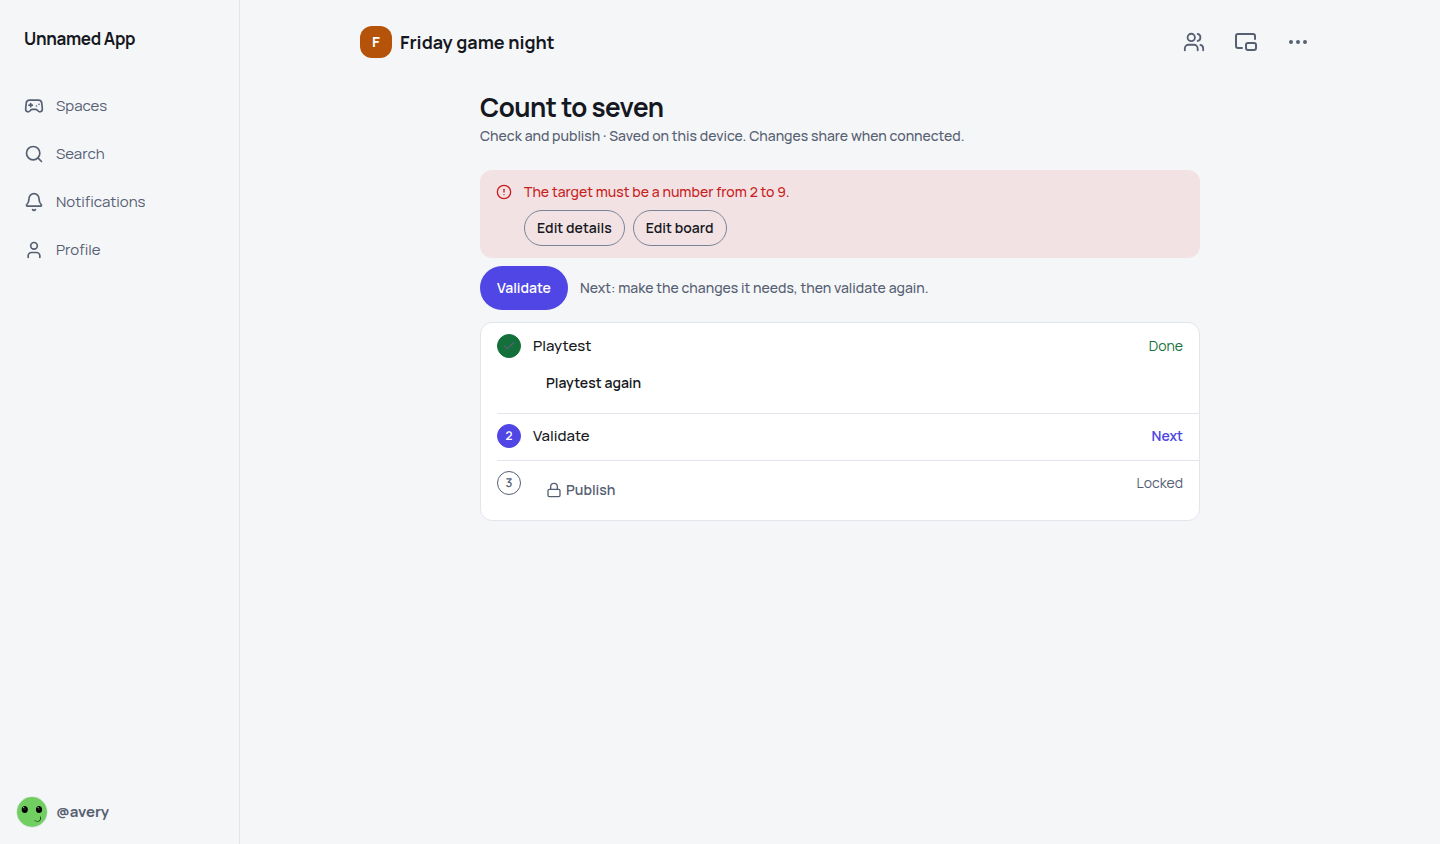 Unnamed App
Spaces
Search
Notifications
Profile
@avery
F
Friday game night
Count to seven
Check and publish · Saved on this device. Changes share when connected.
The target must be a number from 2 to 9.
Edit details
Edit board
Validate
Next: make the changes it needs, then validate again.
Playtest
Done
Playtest again
2
Validate
Next
3
Publish
Locked